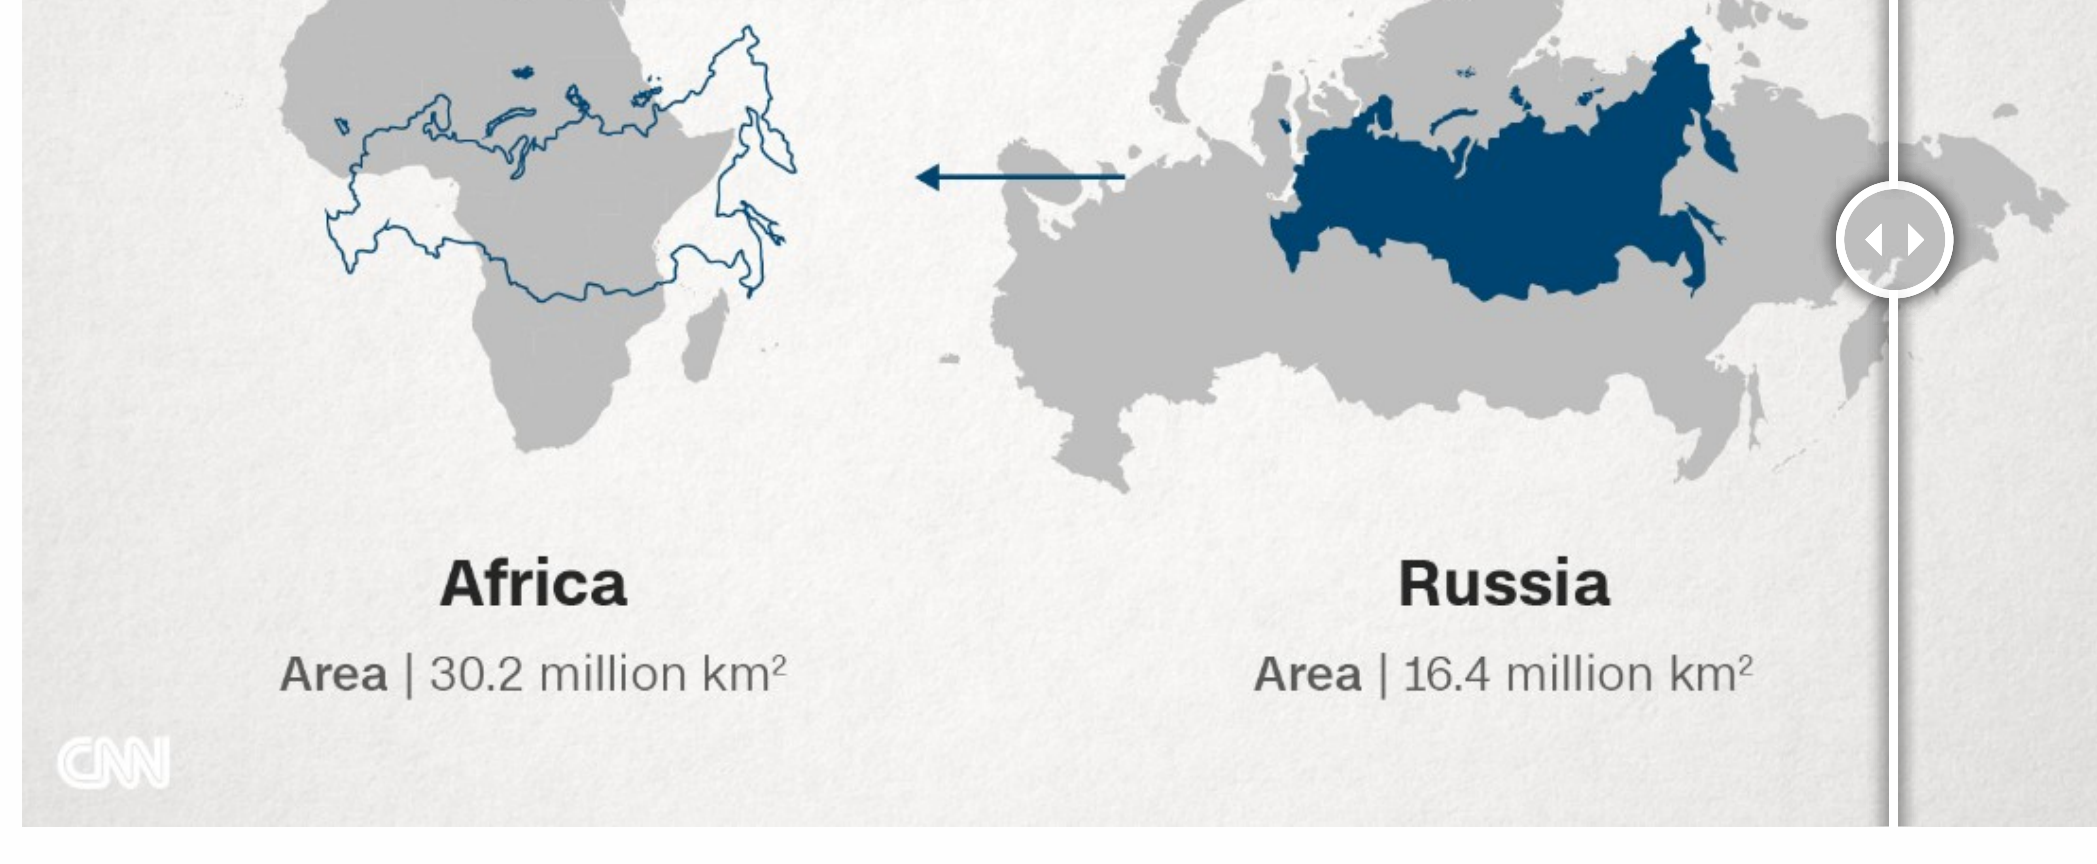 Africa
Area | 30.2 million km²
Russia
Area | 16.4 million km²
CNN